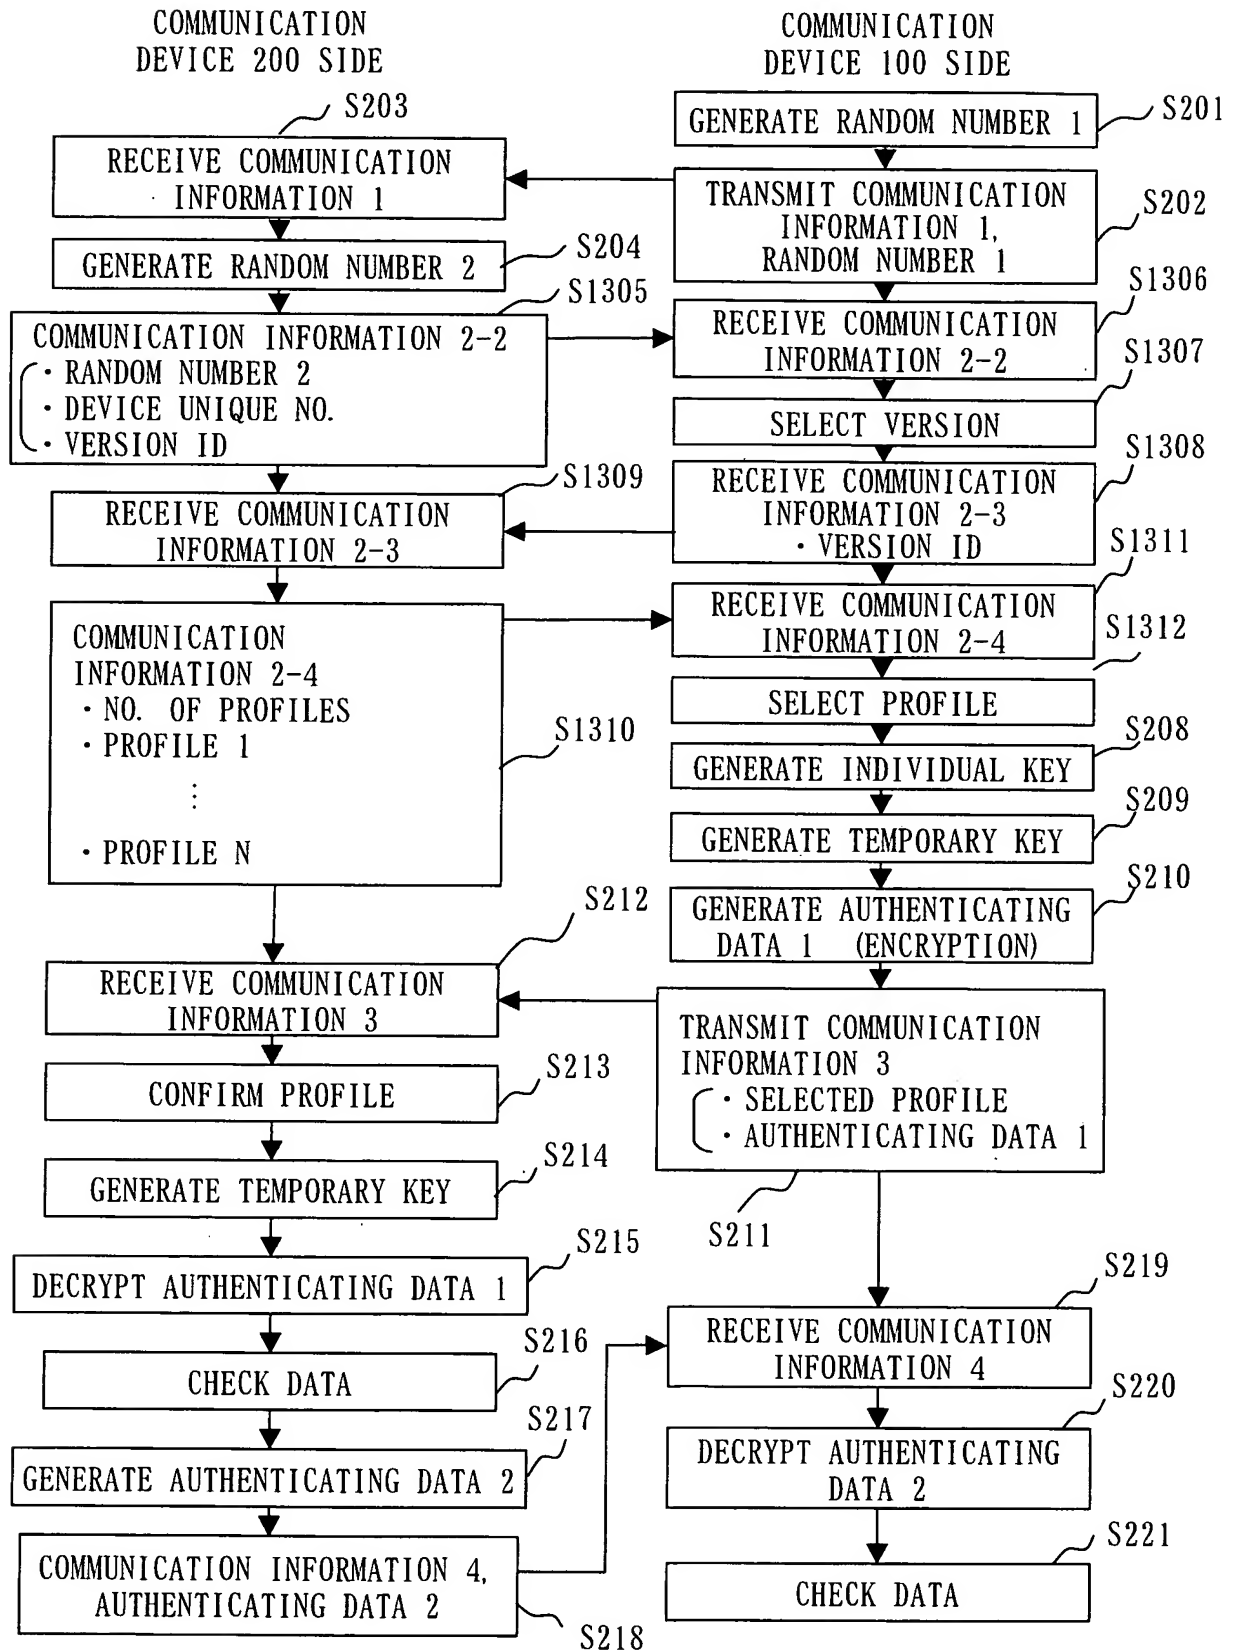 COMMUNICATION
DEVICE 200 SIDE
COMMUNICATION
DEVICE 100 SIDE
S203
GENERATE RANDOM NUMBER 1
S201
RECEIVE COMMUNICATION
INFORMATION 1
TRANSMIT COMMUNICATION
INFORMATION 1,
RANDOM NUMBER 1
S202
GENERATE RANDOM NUMBER 2
S204
S1305
COMMUNICATION INFORMATION 2-2
· RANDOM NUMBER 2
· DEVICE UNIQUE NO.
· VERSION ID
RECEIVE COMMUNICATION
INFORMATION 2-2
S1306
SELECT VERSION
S1307
RECEIVE COMMUNICATION
INFORMATION 2-3
· VERSION ID
S1308
RECEIVE COMMUNICATION
INFORMATION 2-3
S1309
RECEIVE COMMUNICATION
INFORMATION 2-4
S1311
COMMUNICATION
INFORMATION 2-4
· NO. OF PROFILES
· PROFILE 1
⋮
· PROFILE N
S1310
SELECT PROFILE
S1312
GENERATE INDIVIDUAL KEY
S208
GENERATE TEMPORARY KEY
S209
GENERATE AUTHENTICATING
DATA 1 (ENCRYPTION)
S210
S212
RECEIVE COMMUNICATION
INFORMATION 3
TRANSMIT COMMUNICATION
INFORMATION 3
· SELECTED PROFILE
· AUTHENTICATING DATA 1
S211
CONFIRM PROFILE
S213
GENERATE TEMPORARY KEY
S214
DECRYPT AUTHENTICATING DATA 1
S215
RECEIVE COMMUNICATION
INFORMATION 4
S219
CHECK DATA
S216
GENERATE AUTHENTICATING DATA 2
S217
DECRYPT AUTHENTICATING
DATA 2
S220
COMMUNICATION INFORMATION 4,
AUTHENTICATING DATA 2
S218
CHECK DATA
S221